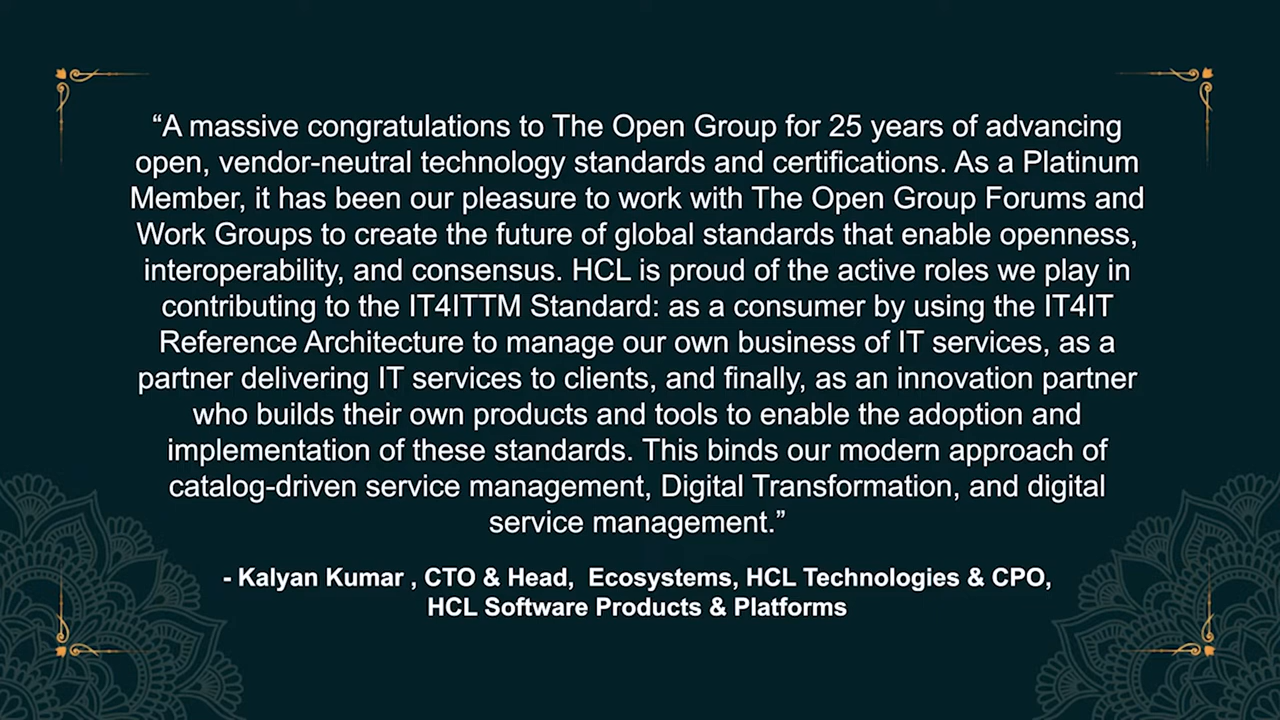 “A massive congratulations to The Open Group for 25 years of advancing
open, vendor-neutral technology standards and certifications. As a Platinum
Member, it has been our pleasure to work with The Open Group Forums and
Work Groups to create the future of global standards that enable openness,
interoperability, and consensus. HCL is proud of the active roles we play in
contributing to the IT4ITTM Standard: as a consumer by using the IT4IT
Reference Architecture to manage our own business of IT services, as a
partner delivering IT services to clients, and finally, as an innovation partner
who builds their own products and tools to enable the adoption and
implementation of these standards. This binds our modern approach of
catalog-driven service management, Digital Transformation, and digital
service management.”
- Kalyan Kumar , CTO & Head, Ecosystems, HCL Technologies & CPO,
HCL Software Products & Platforms